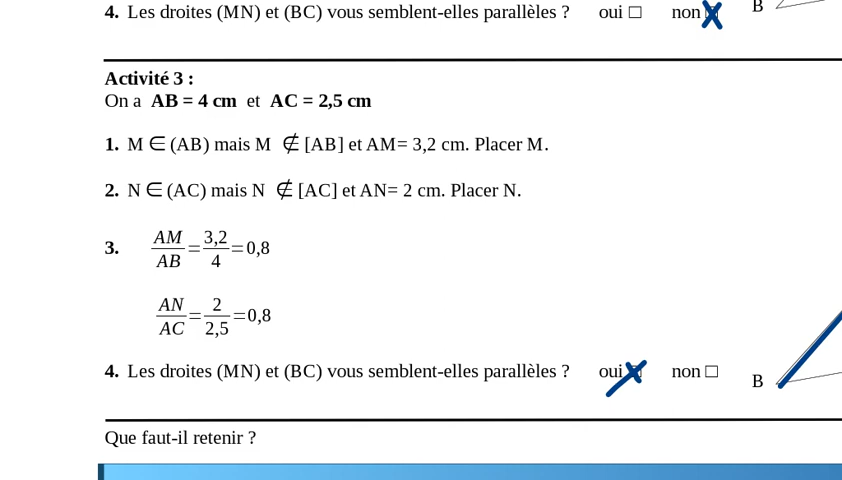 4. Les droites (MN) et (BC) vous semblent-elles parallèles ? oui □ non □
B
Activité 3 :
On a AB = 4 cm et AC = 2,5 cm
1. M ∈ (AB) mais M ∉ [AB] et AM= 3,2 cm. Placer M.
2. N ∈ (AC) mais N ∉ [AC] et AN= 2 cm. Placer N.
3. AM/AB = 3,2/4 = 0,8
AN/AC = 2/2,5 = 0,8
4. Les droites (MN) et (BC) vous semblent-elles parallèles ? oui □ non □
B
Que faut-il retenir ?